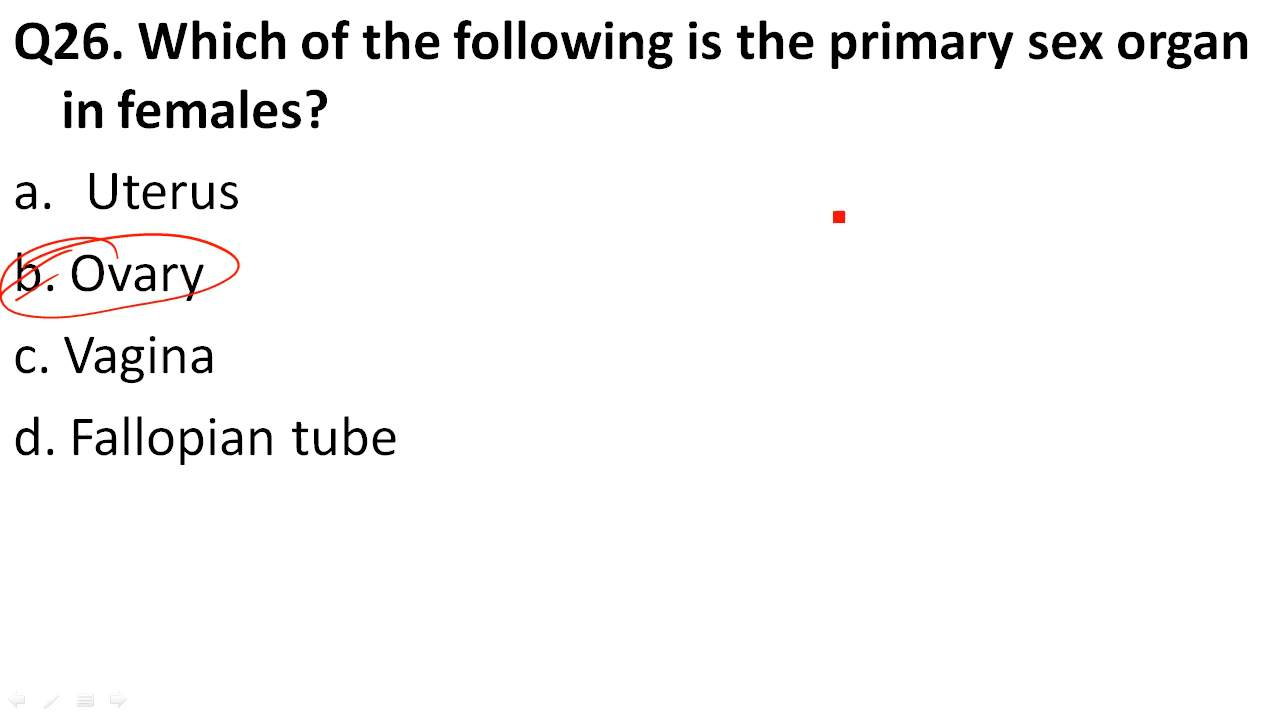 Q26. Which of the following is the primary sex organ
in females?
a. Uterus
b. Ovary
c. Vagina
d. Fallopian tube